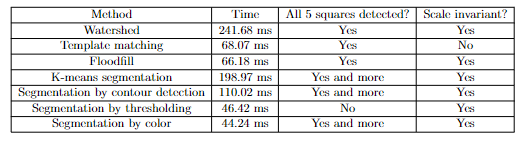 Method Time All 5 squares detected? Scale invariant?
Watershed 241.68 ms Yes Yes
Template matching 68.07 ms Yes No
Floodfill 66.18 ms Yes Yes
K-means segmentation 198.97 ms Yes and more Yes
Segmentation by contour detection 110.02 ms Yes and more Yes
Segmentation by thresholding 46.42 ms No Yes
Segmentation by color 44.24 ms Yes and more Yes